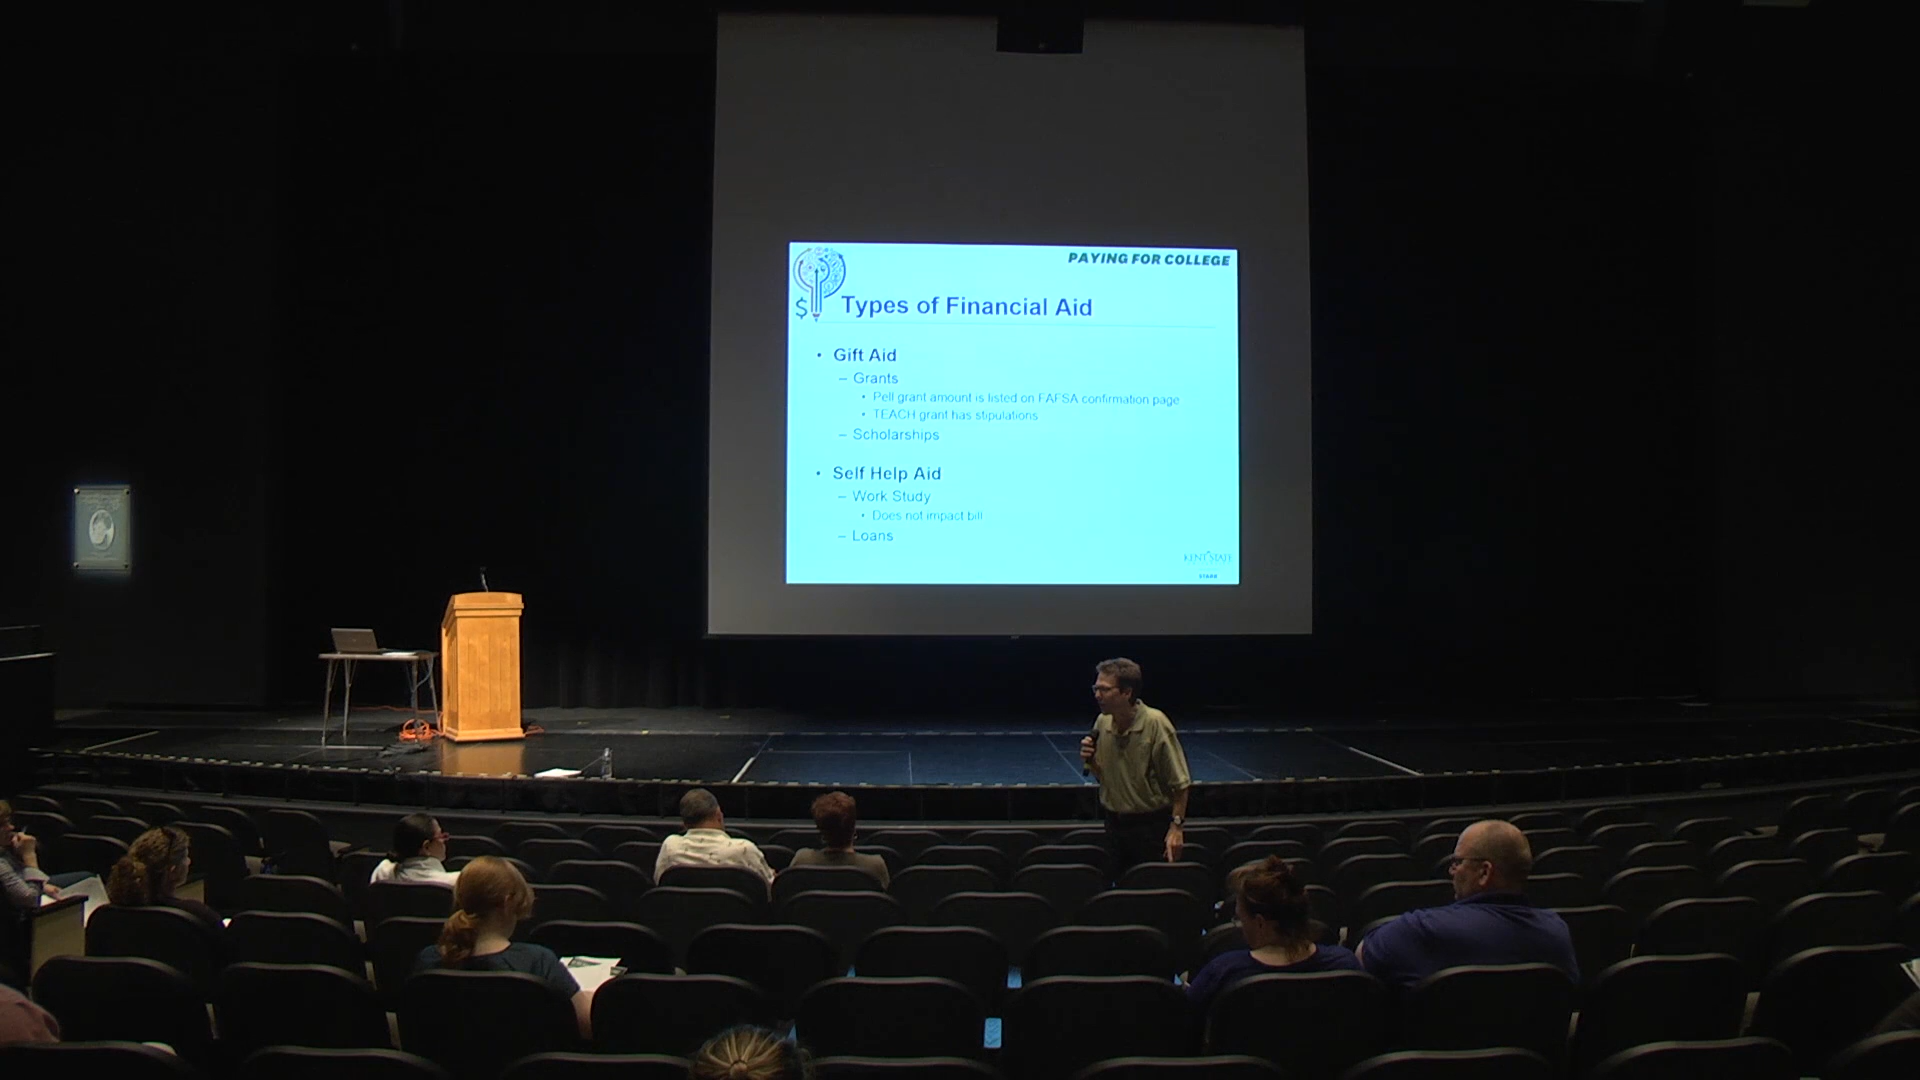 PAYING FOR COLLEGE
$
Types of Financial Aid
• Gift Aid
– Grants
• Pell grant amount is listed on FAFSA confirmation page
• TEACH grant has stipulations
– Scholarships
• Self Help Aid
– Work Study
• Does not impact bill
– Loans
KENT STATE
STARK